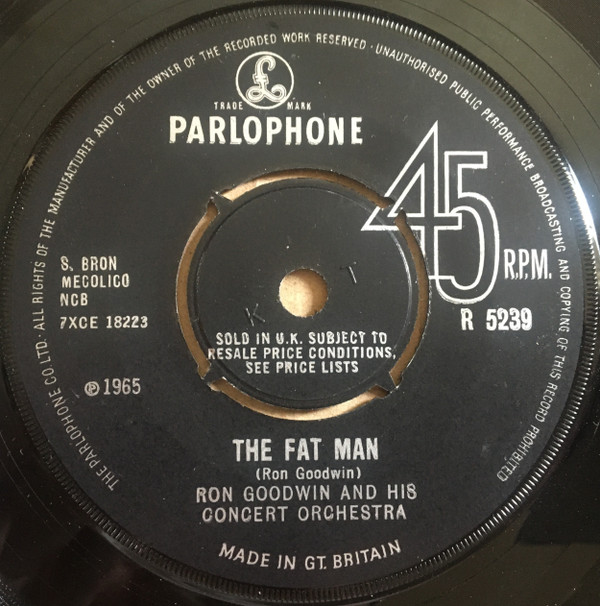 THE PARLOPHONE CO. LTD · ALL RIGHTS OF THE MANUFACTURER AND OF THE OWNER OF THE RECORDED WORK RESERVED · UNAUTHORISED PUBLIC PERFORMANCE BROADCASTING AND COPYING OF THIS RECORD PROHIBITED
£
TRADE MARK
PARLOPHONE
45 R.P.M.
R 5239
S. BRON
MECOLICO
NCB
7XCE 18223
K T
SOLD IN U.K. SUBJECT TO
RESALE PRICE CONDITIONS,
SEE PRICE LISTS
℗ 1965
THE FAT MAN
(Ron Goodwin)
RON GOODWIN AND HIS
CONCERT ORCHESTRA
MADE IN GT. BRITAIN